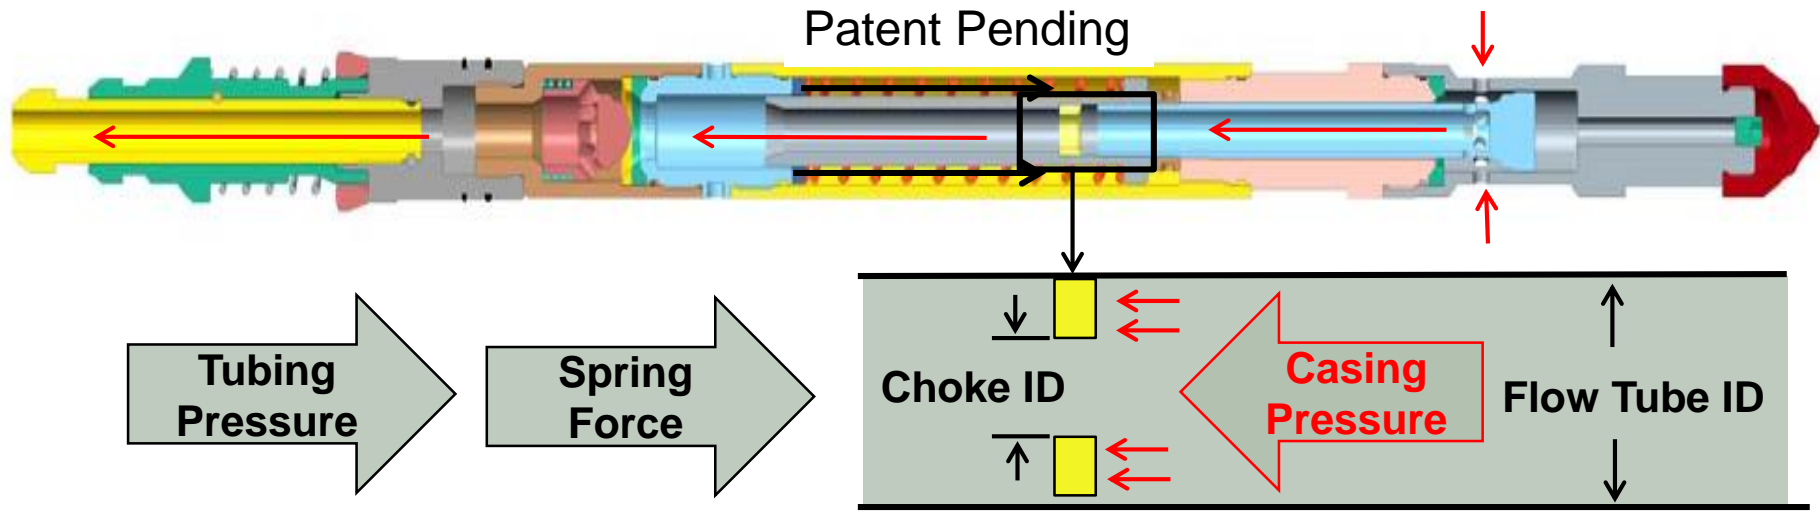 Patent Pending
Tubing
Pressure
Spring
Force
Choke ID
Casing
Pressure
Flow Tube ID